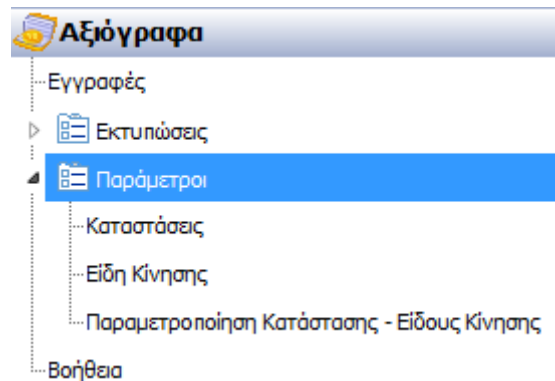 Αξιόγραφα
Εγγραφές
Εκτυπώσεις
Παράμετροι
Καταστάσεις
Είδη Κίνησης
Παραμετροποίηση Κατάστασης - Είδους Κίνησης
Βοήθεια